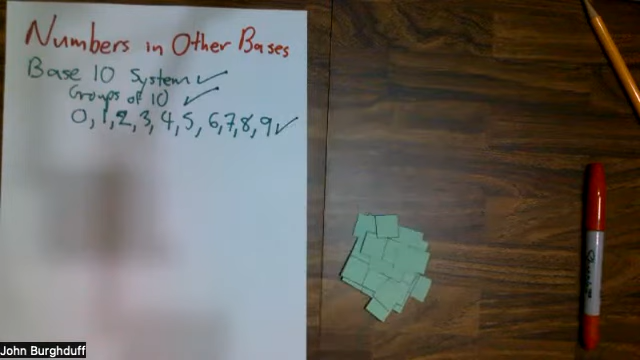 Numbers in Other Bases
Base 10 System ✓
Groups of 10 ✓
0, 1, 2, 3, 4, 5, 6, 7, 8, 9 ✓
John Burghduff